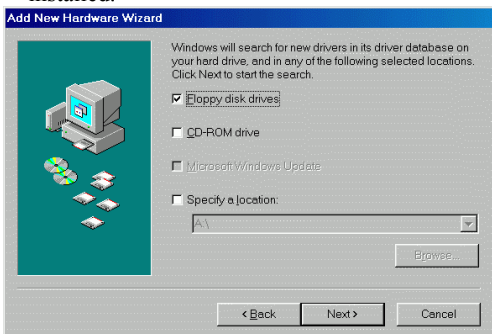 installed.
Add New Hardware Wizard
Windows will search for new drivers in its driver database on
your hard drive, and in any of the following selected locations.
Click Next to start the search.
Floppy disk drives
CD-ROM drive
Microsoft Windows Update
Specify a location:
A:\
Browse...
< Back
Next >
Cancel